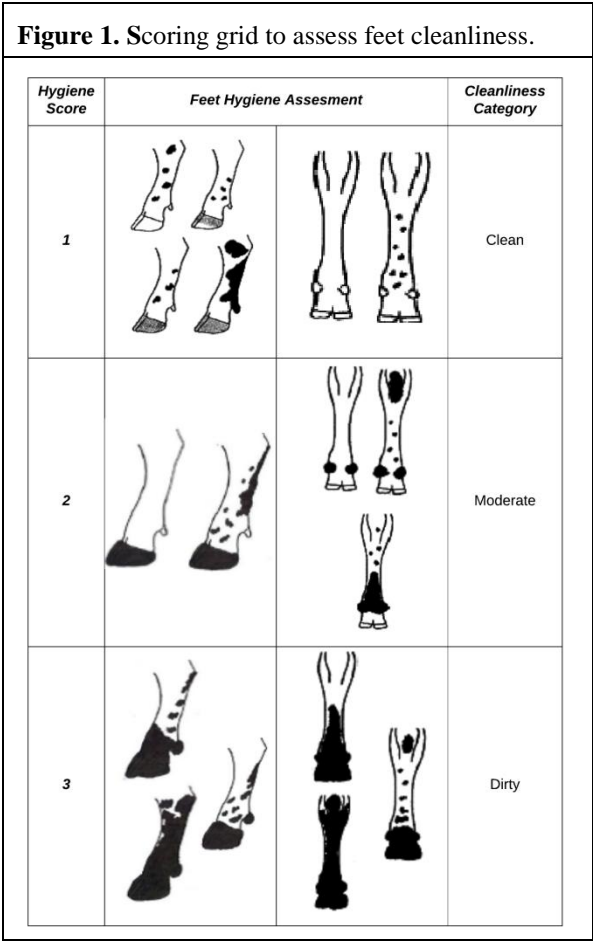 Figure 1. Scoring grid to assess feet cleanliness.
Hygiene
Score
Feet Hygiene Assesment
Cleanliness
Category
1
Clean
2
Moderate
3
Dirty